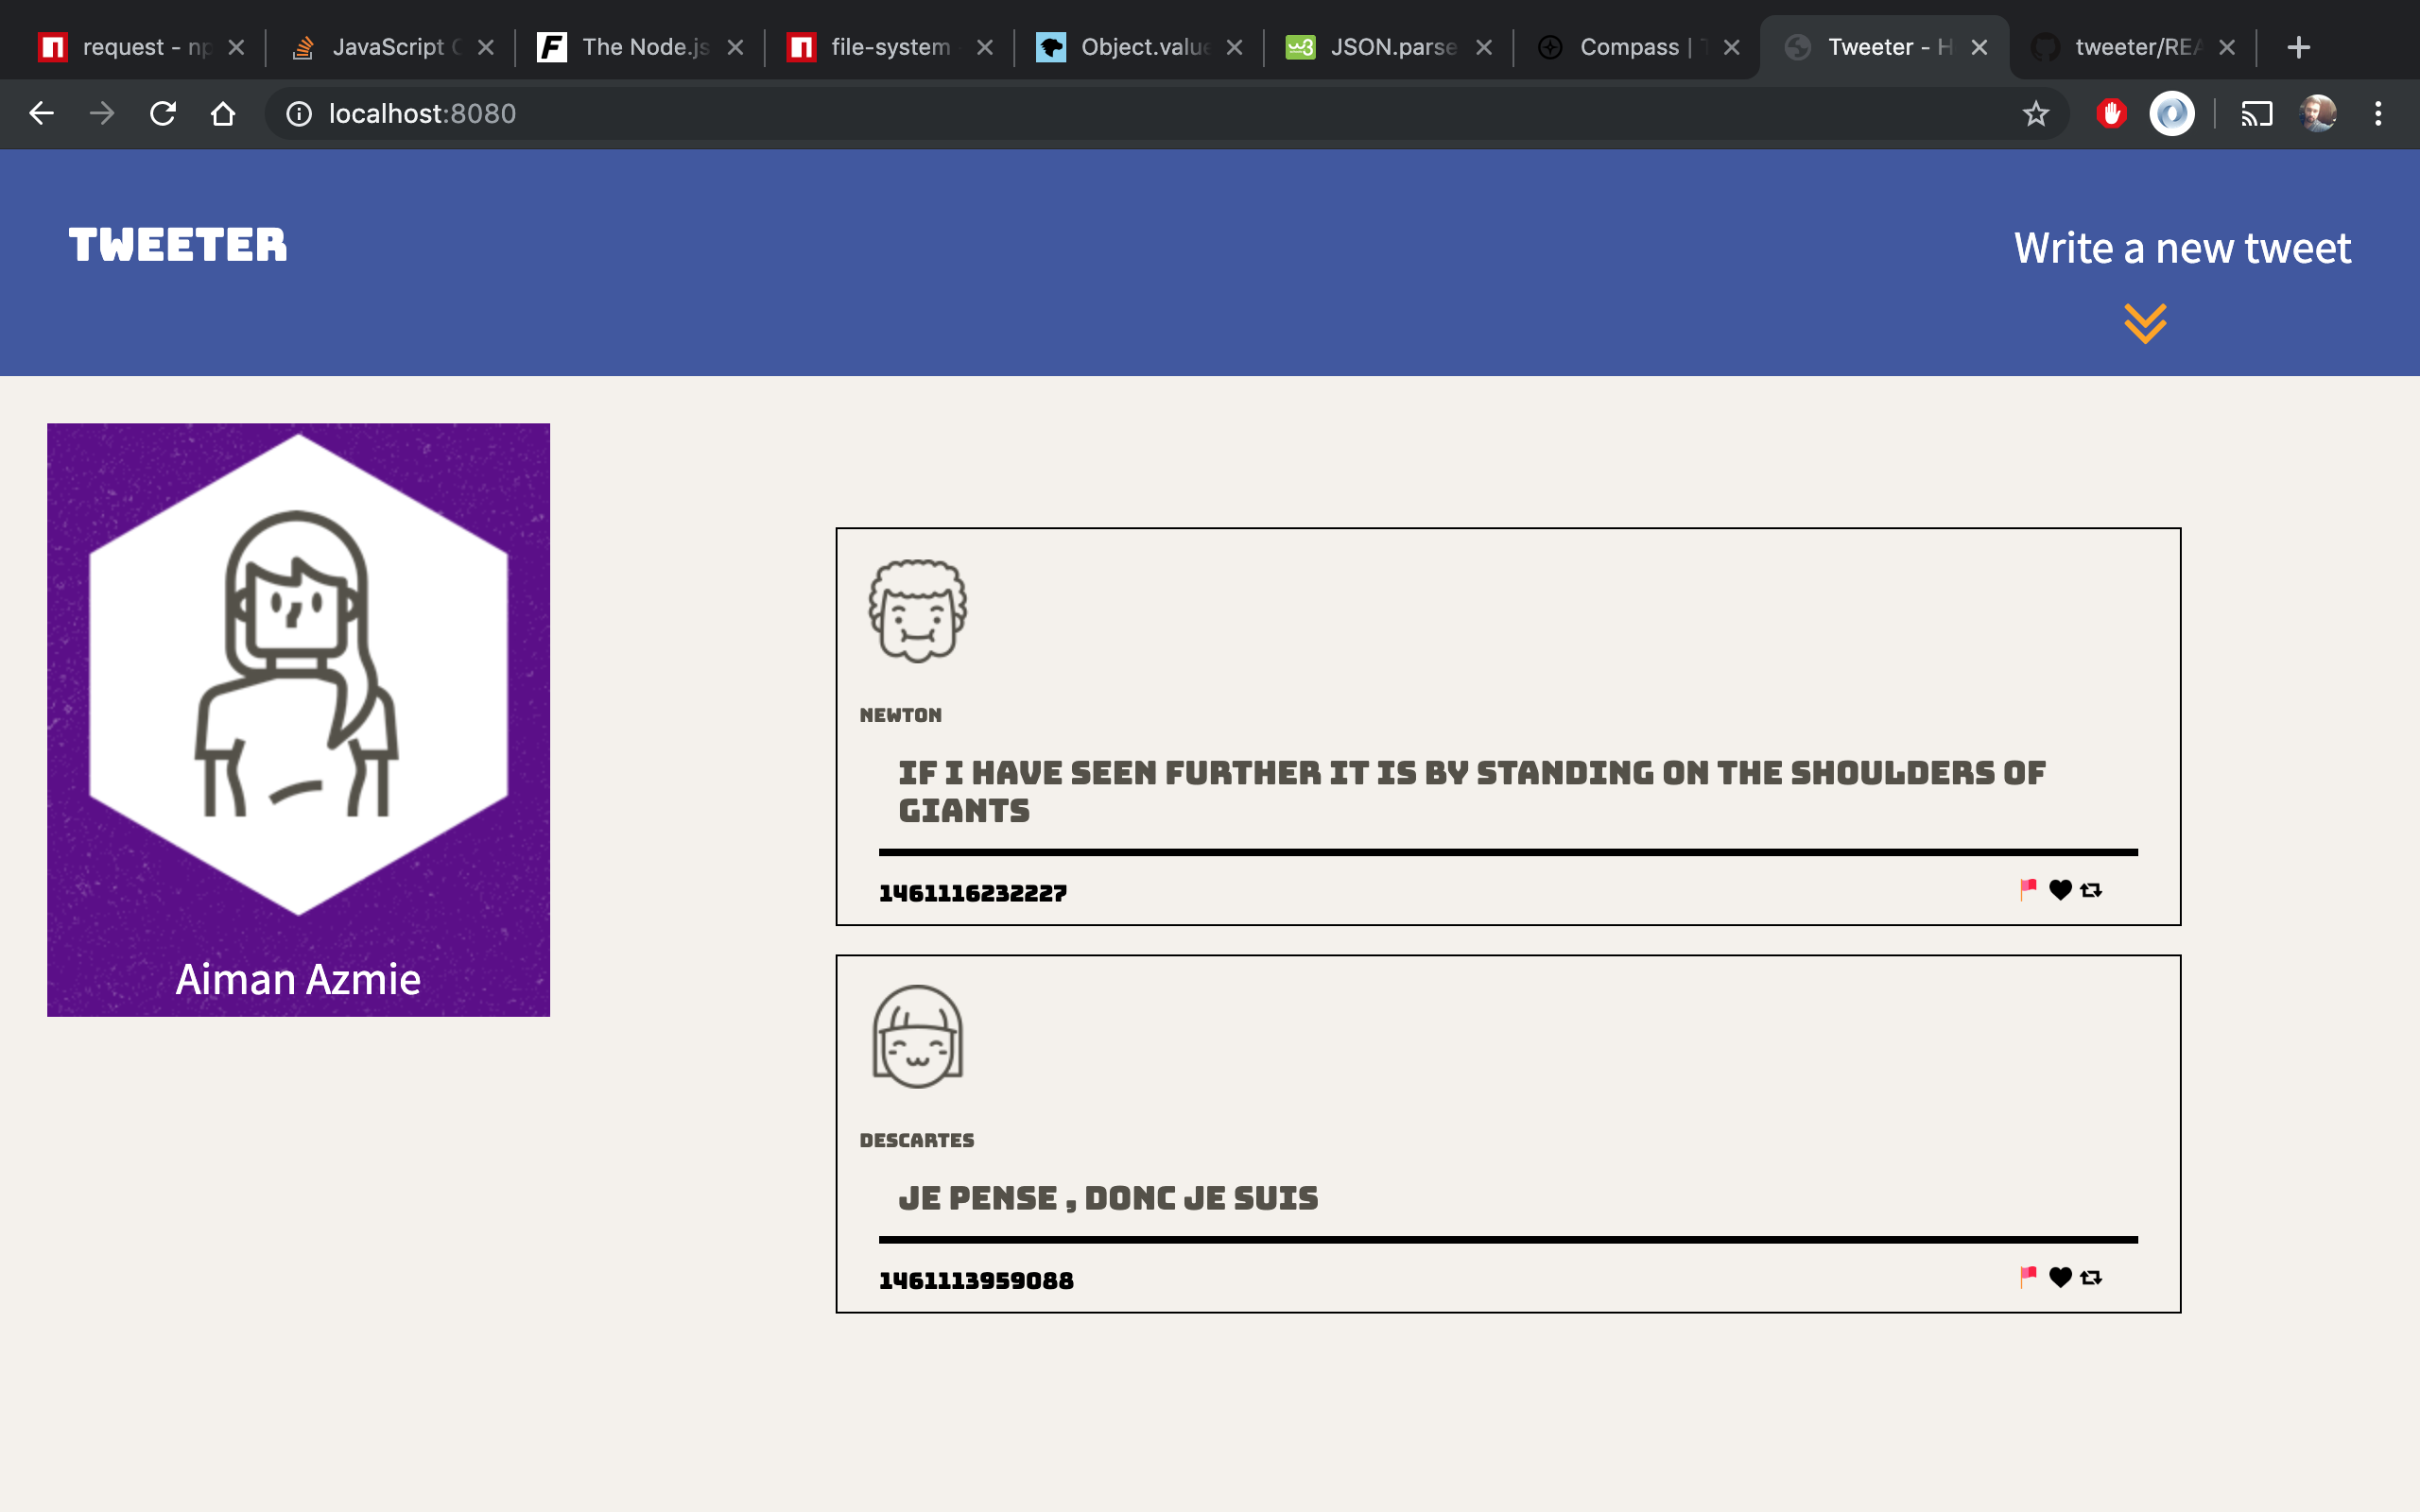 request - np
JavaScript
The Node.js
file-system
Object.value
JSON.parse
Compass |
Tweeter - H
tweeter/REA
localhost:8080
TWEETER
Write a new tweet
Aiman Azmie
NEWTON
IF I HAVE SEEN FURTHER IT IS BY STANDING ON THE SHOULDERS OF
GIANTS
1461116232227
DESCARTES
JE PENSE , DONC JE SUIS
1461113959088